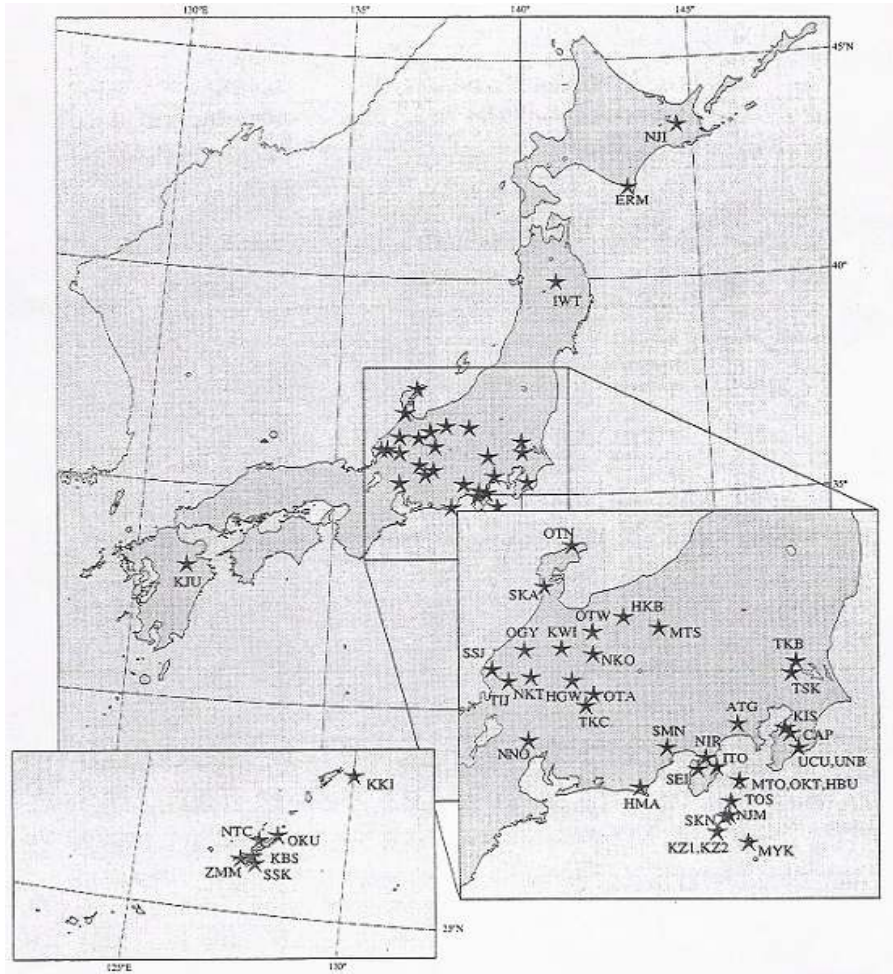 130°E
135°
140°
145°
45°N
NJI
ERM
40°
IWT
35°
KJU
OTN
SKA
HKB
OTW
OGY
KWI
MTS
SSJ
NKO
TKB
TIJ
NKT
HGW
OTA
TSK
TKC
ATG
KIS
NNO
SMN
NIR
CAP
ITO
UCU,UNB
SEI
MTO,OKT,HBU
HMA
TOS
SKN
NJM
KZ1,KZ2
MYK
KKI
NTC
OKU
KBS
ZMM
SSK
25°N
125°E
130°